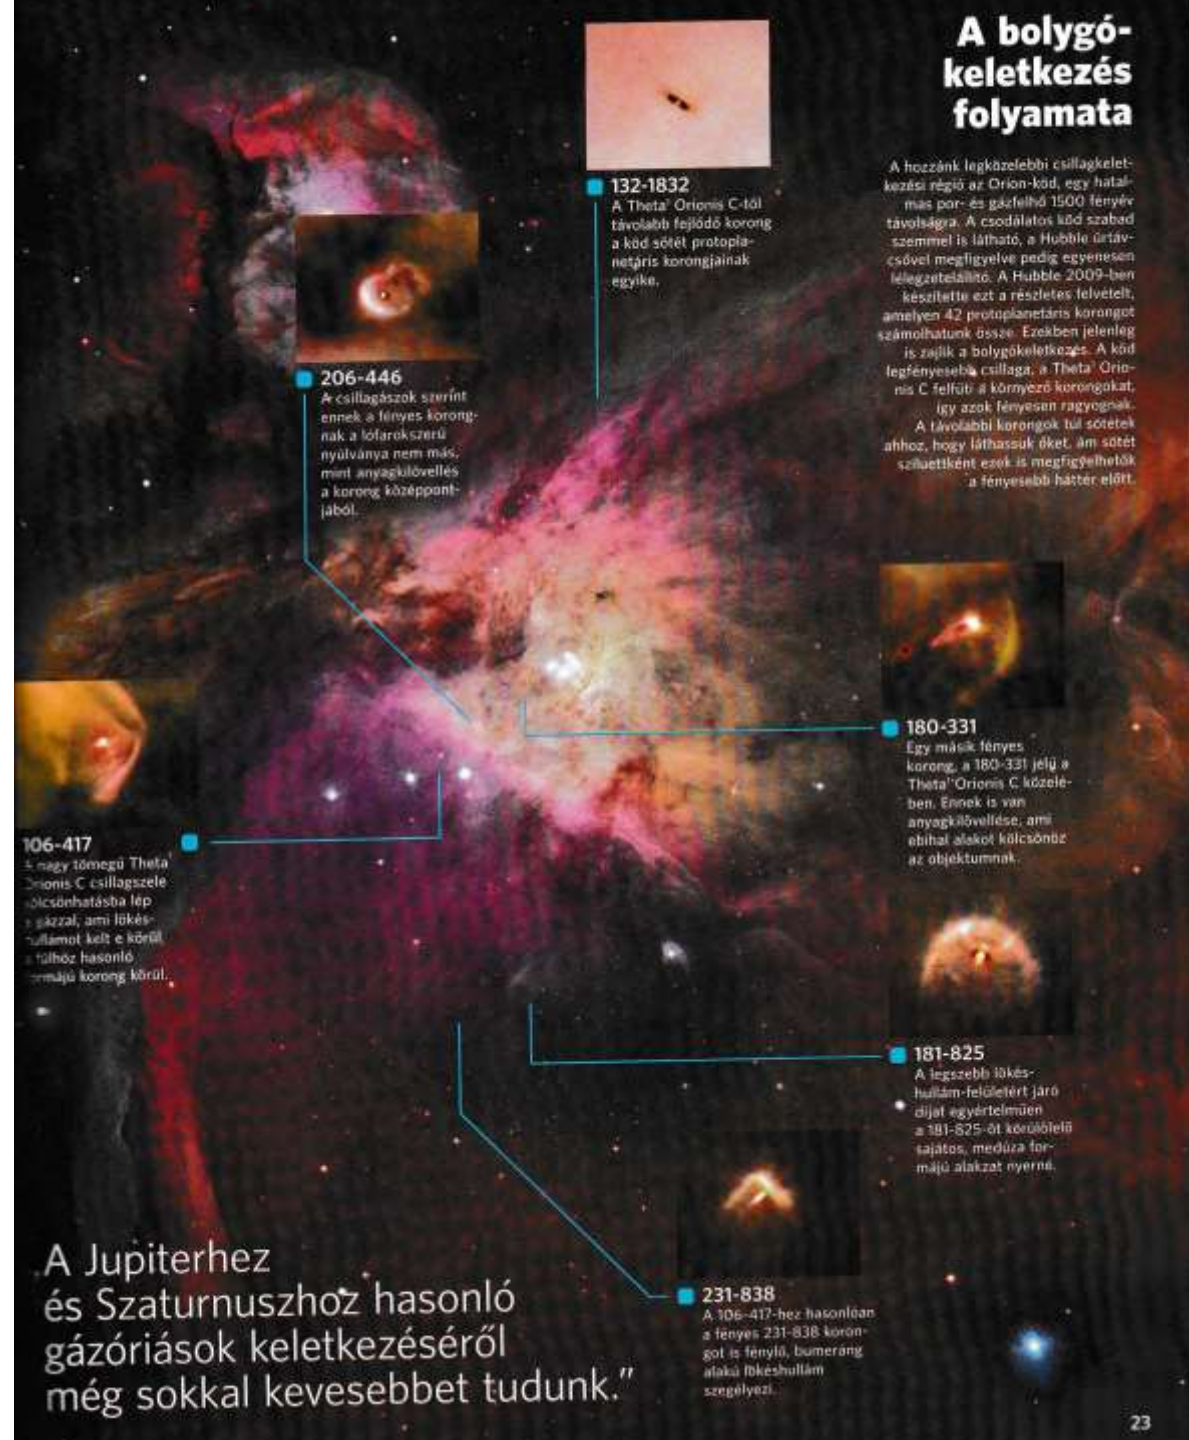 A bolygó-
keletkezés
folyamata
A hozzánk legközelebbi csillagkelet-
kezési régió az Orion-köd, egy hatal-
mas por- és gázfelhő 1500 fényév
távolságra. A csodálatos köd szabad
szemmel is látható, a Hubble űrtáv-
csővel megfigyelve pedig egyenesen
lélegzetelállító. A Hubble 2009-ben
készítette ezt a részletes felvételt,
amelyen 42 protoplanetáris korongot
számolhatunk össze. Ezekben jelenleg
is zajlik a bolygókeletkezés. A köd
legfényesebb csillaga, a Theta¹ Orio-
nis C felfűti a környező korongokat,
így azok fényesen ragyognak.
A távolabbi korongok túl sötétek
ahhoz, hogy láthassuk őket, ám sötét
sziluettként ezek is megfigyelhetők
a fényesebb háttér előtt.
132-1832
A Theta¹ Orionis C-től
távolabb fejlődő korong
a köd sötét protopla-
netáris korongjainak
egyike.
206-446
A csillagászok szerint
ennek a fényes korong-
nak a lófarokszerű
nyúlványa nem más,
mint anyagkilövellés
a korong középpont-
jából.
180-331
Egy másik fényes
korong, a 180-331 jelű a
Theta¹ Orionis C közelé-
ben. Ennek is van
anyagkilövellése, ami
ebihal alakot kölcsönöz
az objektumnak.
106-417
nagy tömegű Theta¹
Orionis C csillagszele
kölcsönhatásba lép
gázzal, ami lökés-
hullámot kelt e körül,
fülhöz hasonló
formájú korong körül.
181-825
A legszebb lökés-
hullám-felületért járó
díjat egyértelműen
a 181-825-öt körülölelő
sajátos, medúza for-
májú alakzat nyerné.
231-838
A 106-417-hez hasonlóan
a fényes 231-838 koron-
got is fénylő, bumeráng
alakú lökéshullám
szegélyezi.
A Jupiterhez
és Szaturnuszhoz hasonló
gázóriások keletkezéséről
még sokkal kevesebbet tudunk.”
23